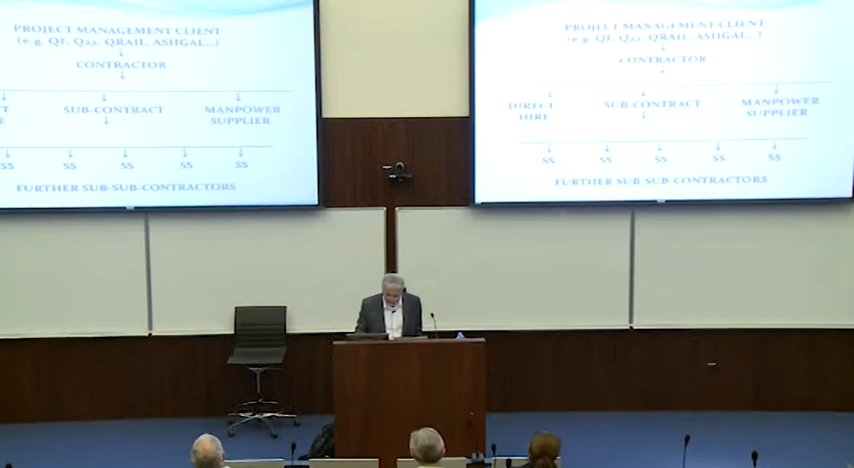 PROJECT MANAGEMENT CLIENT
(e.g. QF, Q22, QRAIL, ASHGAL...)
CONTRACTOR
SUB-CONTRACT
MANPOWER
SUPPLIER
SS SS SS SS SS
FURTHER SUB-SUB-CONTRACTORS
PROJECT MANAGEMENT CLIENT
(e.g. QF, Q22, QRAIL, ASHGAL...)
CONTRACTOR
DIRECT
HIRE
SUB-CONTRACT
MANPOWER
SUPPLIER
SS SS SS SS SS
FURTHER SUB-SUB-CONTRACTORS